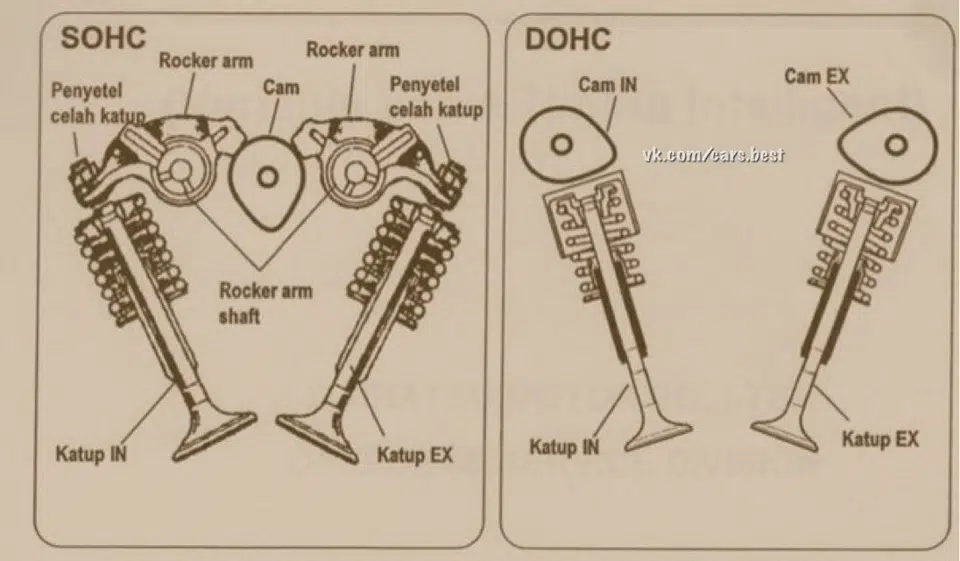 SOHC
Rocker arm
Rocker arm
Penyetel
celah katup
Cam
Penyetel
celah katup
Rocker arm
shaft
Katup IN
Katup EX
DOHC
Cam IN
Cam EX
vk.com/cars.best
Katup IN
Katup EX